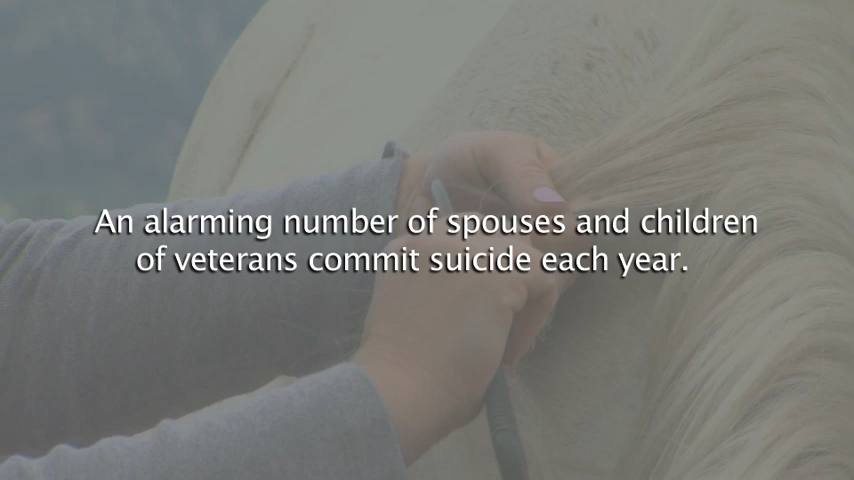 An alarming number of spouses and children
of veterans commit suicide each year.